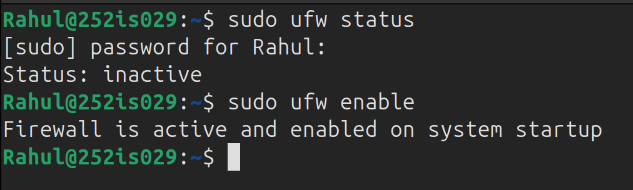 Rahul@252is029:~$ sudo ufw status
[sudo] password for Rahul:
Status: inactive
Rahul@252is029:~$ sudo ufw enable
Firewall is active and enabled on system startup
Rahul@252is029:~$